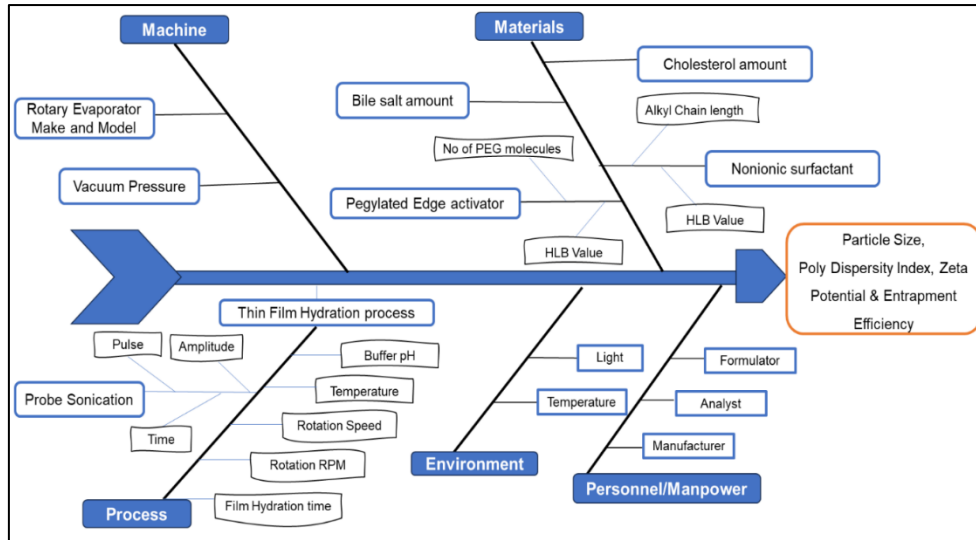 Machine
Materials
Cholesterol amount
Rotary Evaporator
Make and Model
Bile salt amount
Alkyl Chain length
No of PEG molecules
Nonionic surfactant
Vacuum Pressure
Pegylated Edge activator
HLB Value
HLB Value
Particle Size,
Poly Dispersity Index, Zeta
Potential & Entrapment
Efficiency
Thin Film Hydration process
Pulse
Amplitude
Buffer pH
Light
Formulator
Probe Sonication
Temperature
Temperature
Analyst
Time
Rotation Speed
Manufacturer
Rotation RPM
Environment
Personnel/Manpower
Film Hydration time
Process